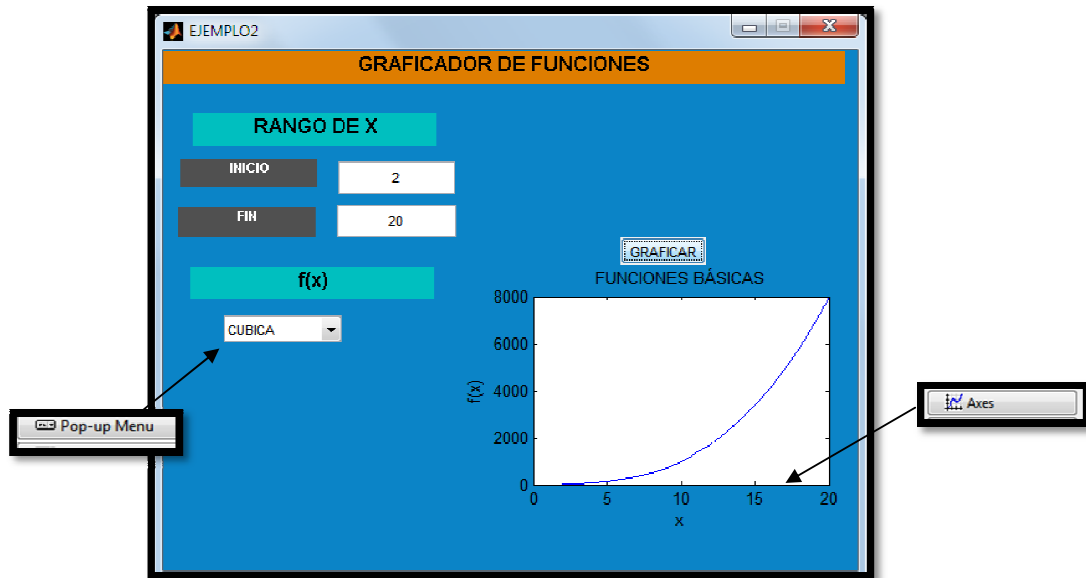 EJEMPLO2
GRAFICADOR DE FUNCIONES
RANGO DE X
INICIO
2
FIN
20
GRAFICAR
f(x)
FUNCIONES BÁSICAS
CUBICA
8000
6000
4000
2000
0
f(x)
0 5 10 15 20
x
Pop-up Menu
Axes